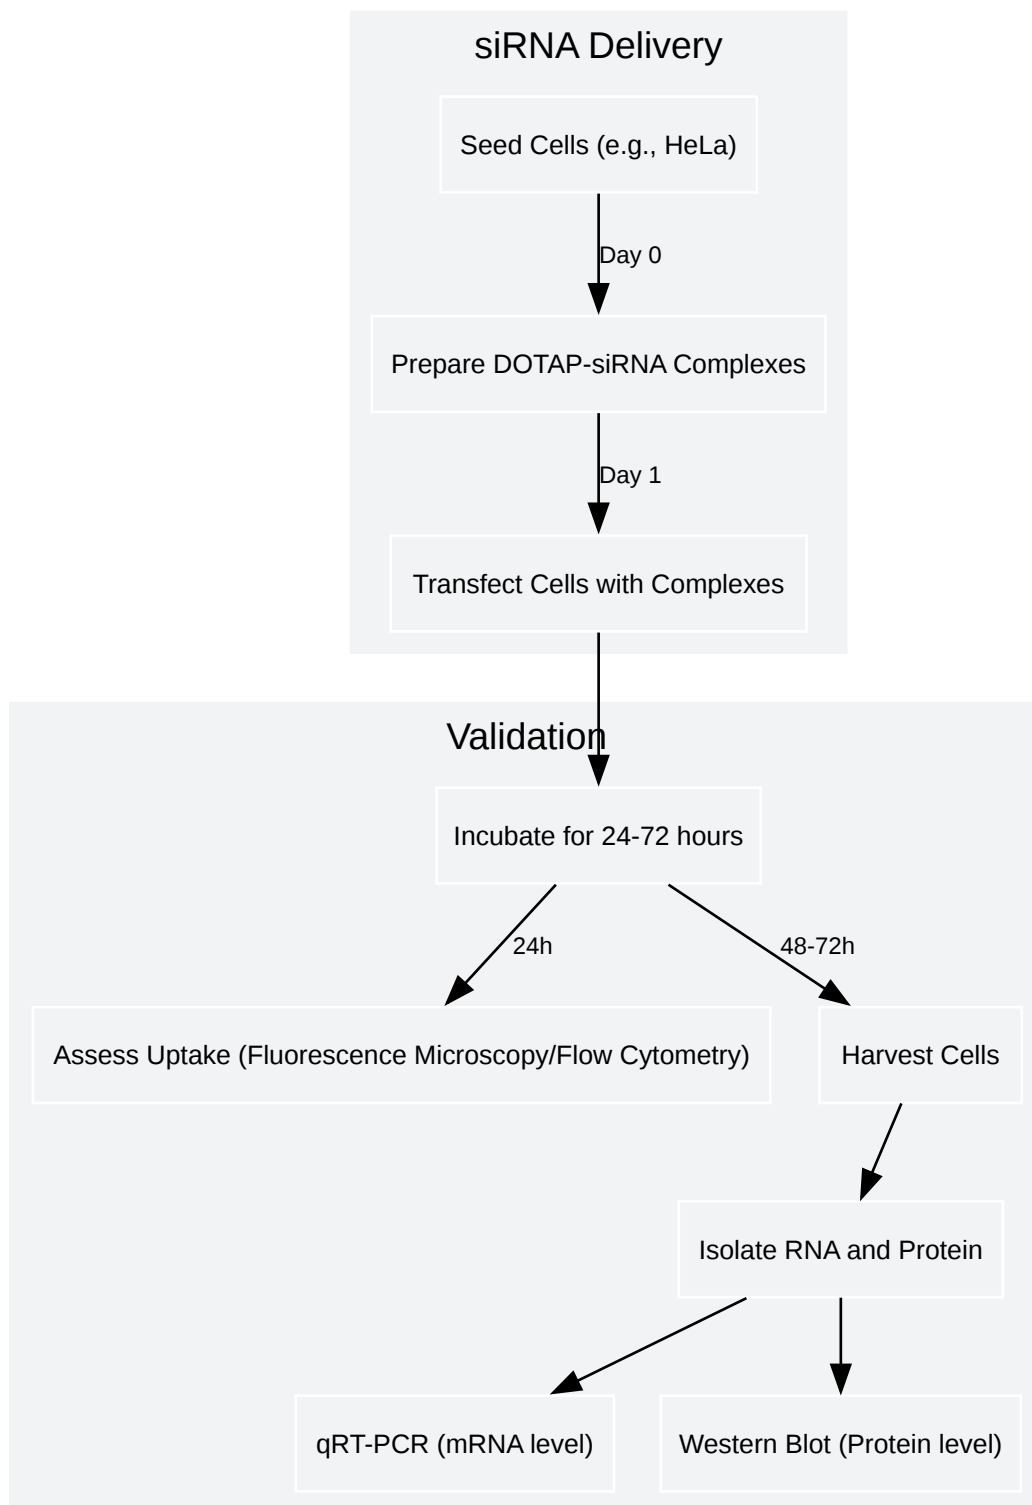 siRNA Delivery
Seed Cells (e.g., HeLa)
Day 0
Prepare DOTAP-siRNA Complexes
Day 1
Transfect Cells with Complexes
Validation
Incubate for 24-72 hours
24h
48-72h
Assess Uptake (Fluorescence Microscopy/Flow Cytometry)
Harvest Cells
Isolate RNA and Protein
qRT-PCR (mRNA level)
Western Blot (Protein level)